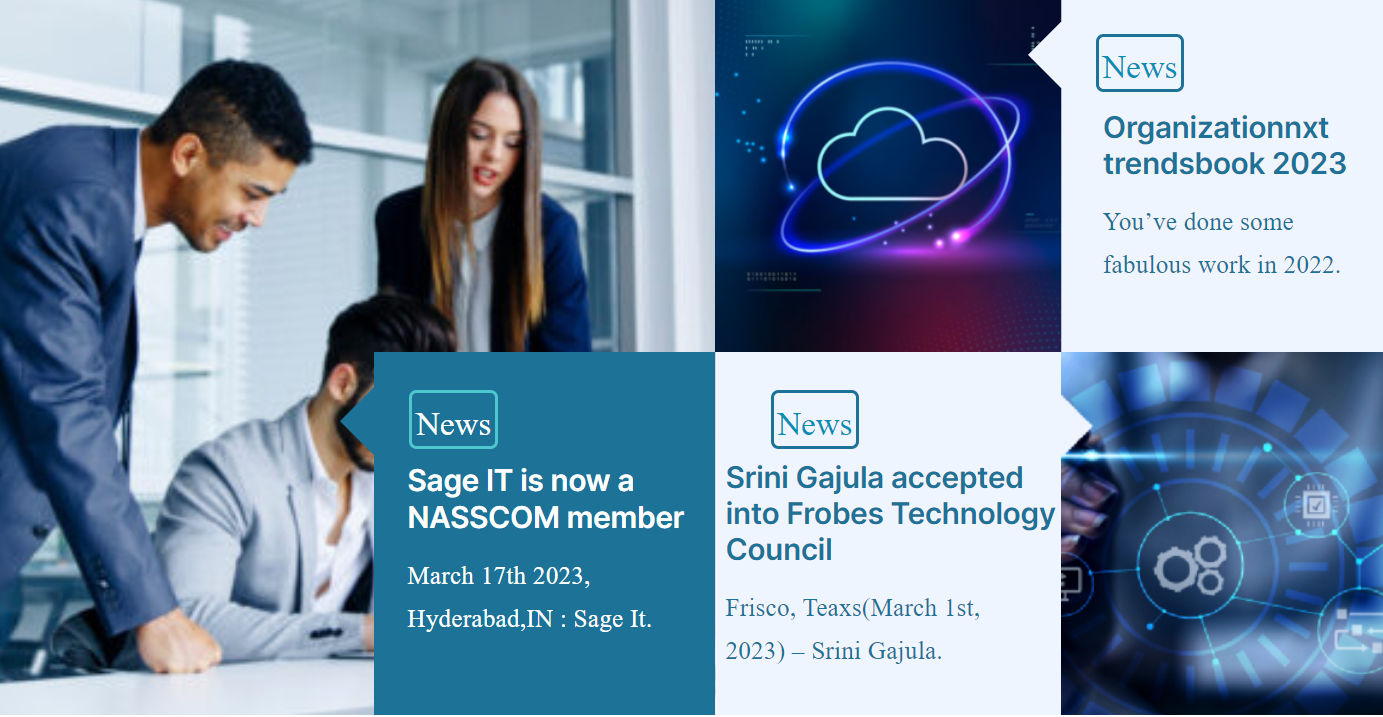 News
Organizationnxt
trendsbook 2023
You’ve done some
fabulous work in 2022.
News
Sage IT is now a
NASSCOM member
March 17th 2023,
Hyderabad,IN : Sage It.
News
Srini Gajula accepted
into Frobes Technology
Council
Frisco, Teaxs(March 1st,
2023) – Srini Gajula.